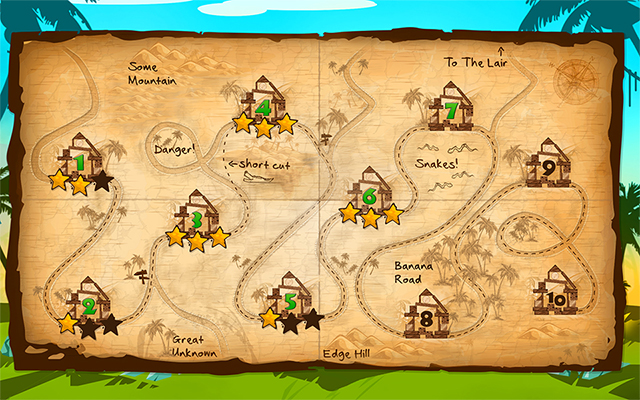 To The Lair
Some
Mountain
4
7
Danger!
short cut
Snakes!
1
9
6
3
Banana
Road
2
5
8
10
Great
Unknown
Edge Hill